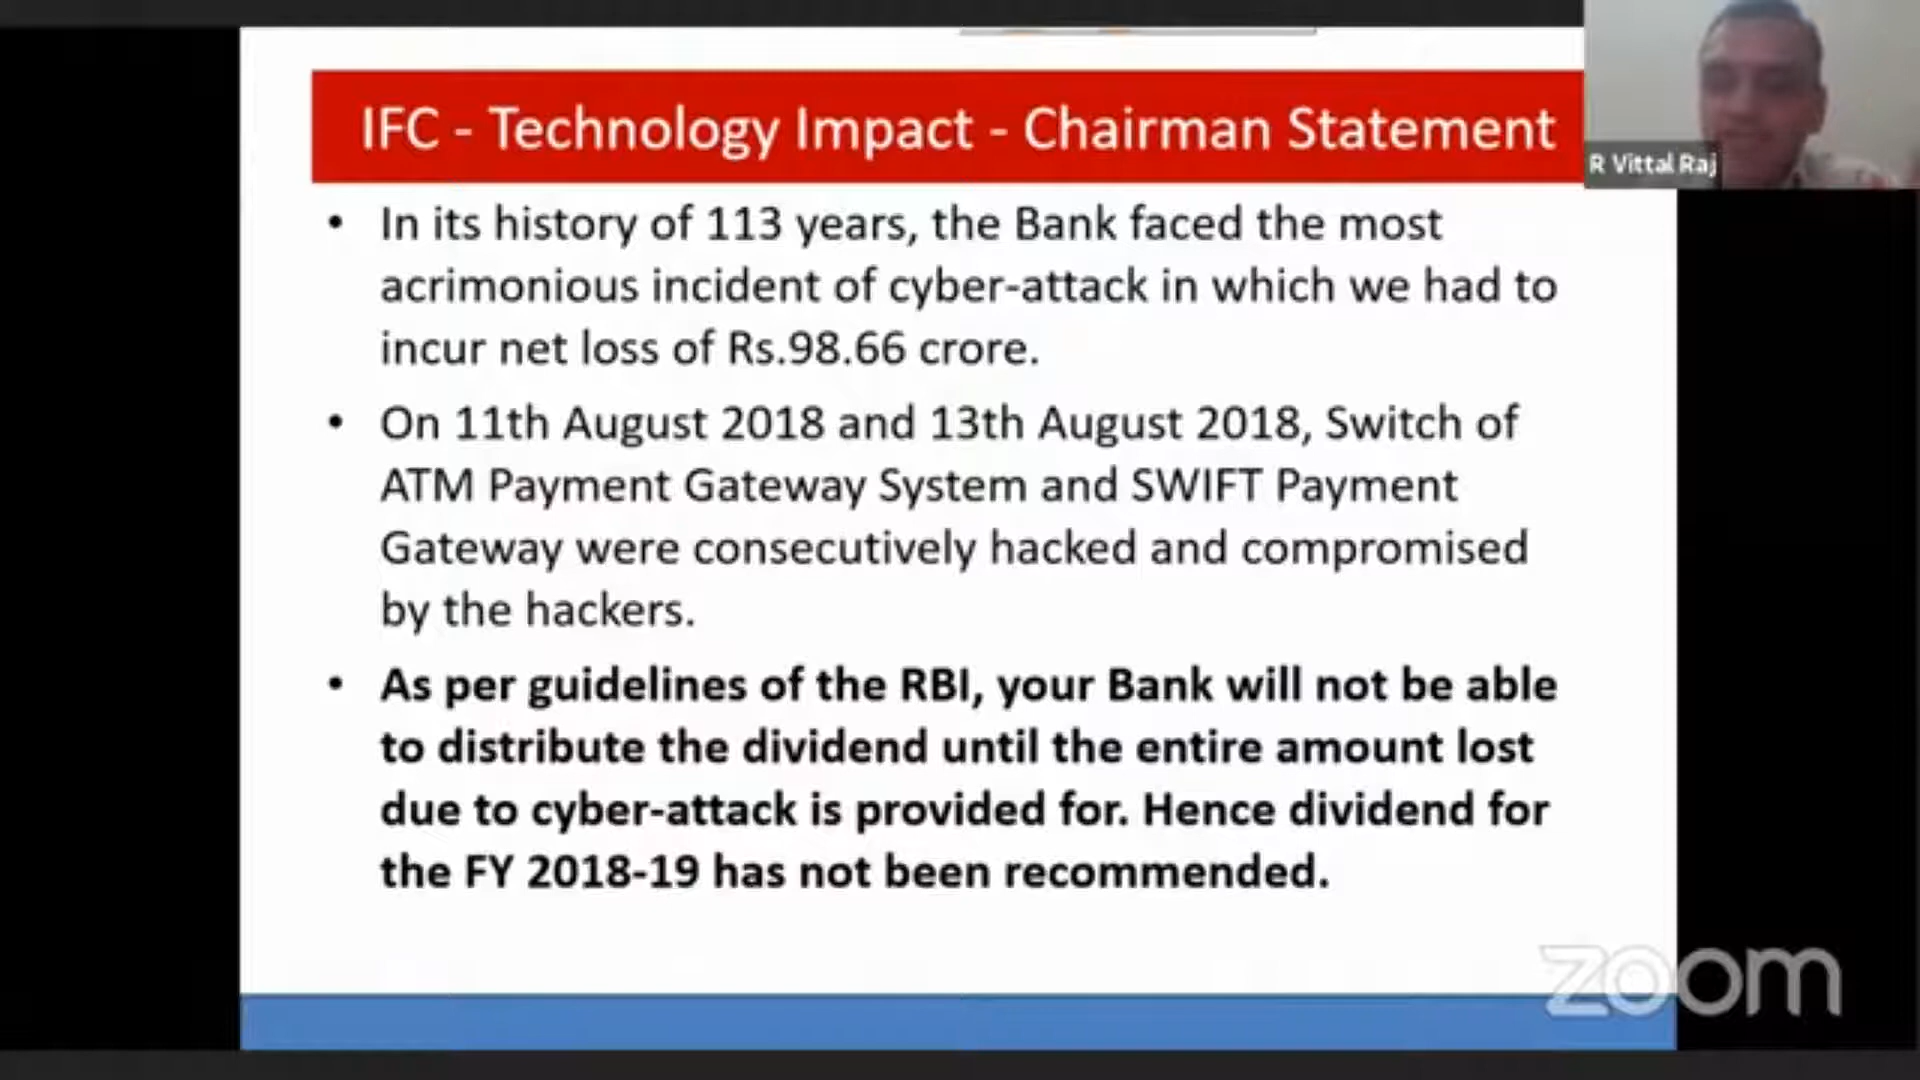 IFC - Technology Impact - Chairman Statement
R Vittal Raj
• In its history of 113 years, the Bank faced the most
acrimonious incident of cyber-attack in which we had to
incur net loss of Rs.98.66 crore.
• On 11th August 2018 and 13th August 2018, Switch of
ATM Payment Gateway System and SWIFT Payment
Gateway were consecutively hacked and compromised
by the hackers.
• As per guidelines of the RBI, your Bank will not be able
to distribute the dividend until the entire amount lost
due to cyber-attack is provided for. Hence dividend for
the FY 2018-19 has not been recommended.
zoom